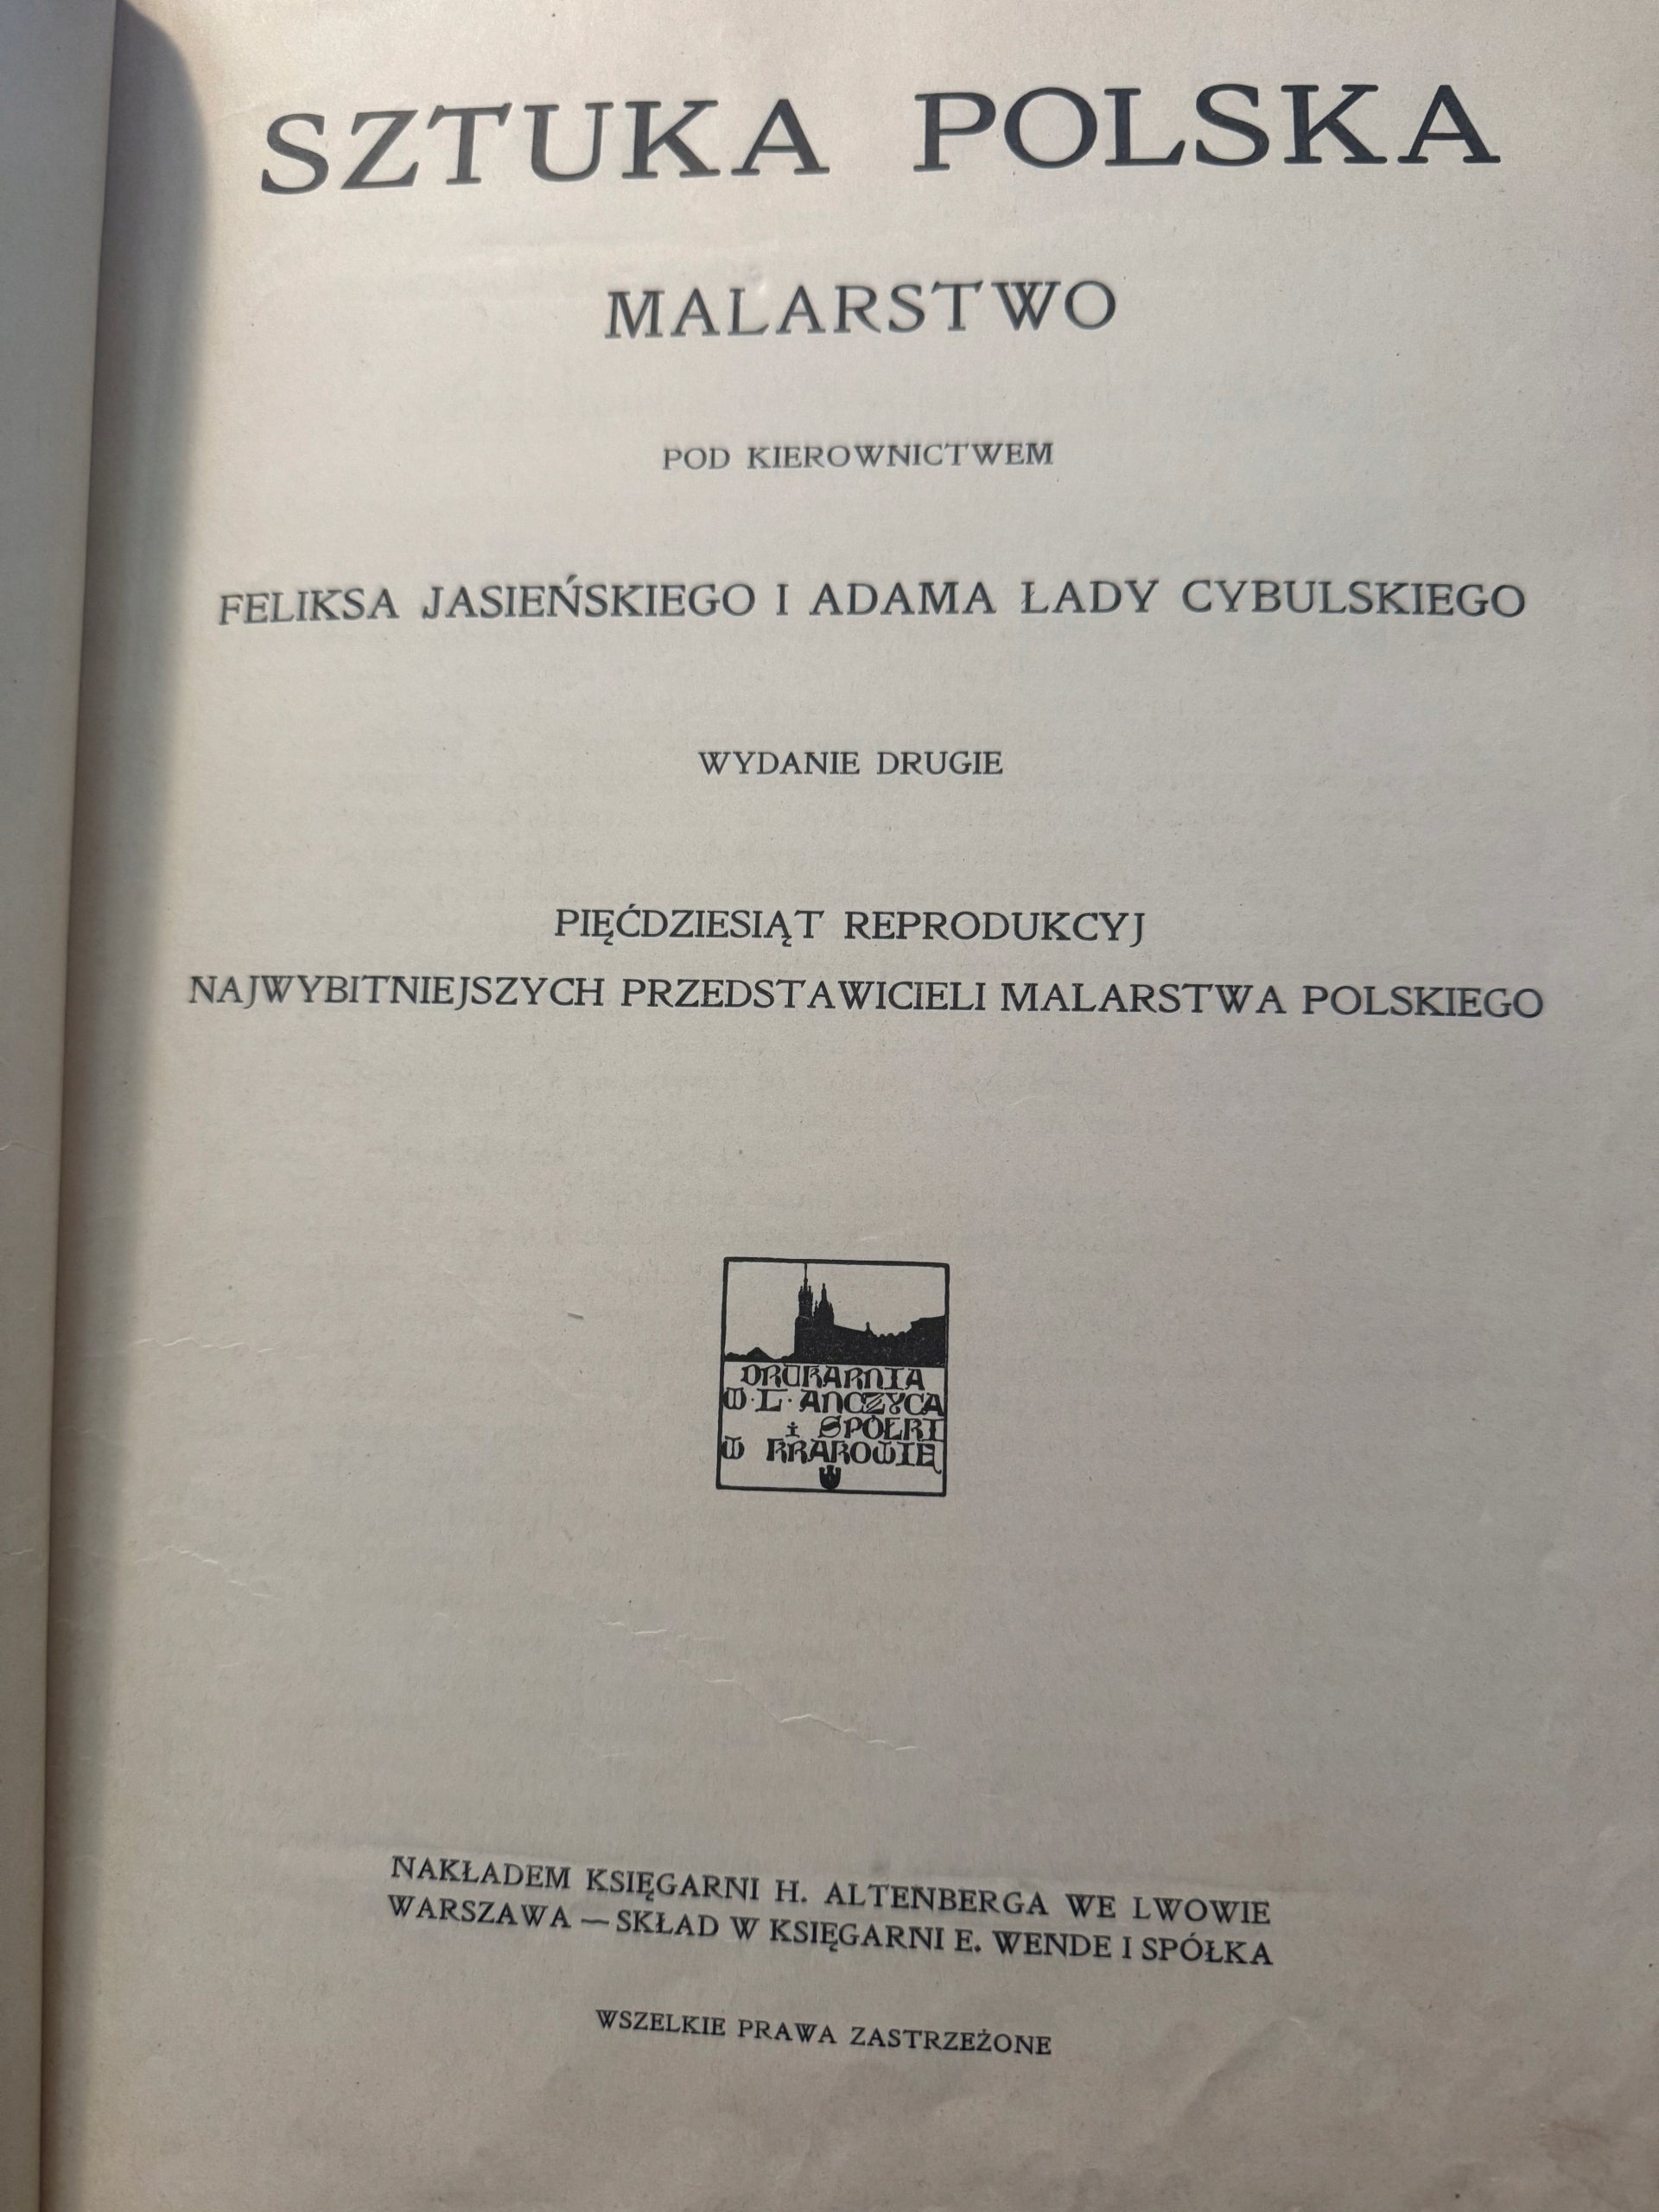 SZTUKA POLSKA
MALARSTWO
POD KIEROWNICTWEM
FELIKSA JASIEŃSKIEGO I ADAMA ŁADY CYBULSKIEGO
WYDANIE DRUGIE
PIĘĆDZIESIĄT REPRODUKCYJ
NAJWYBITNIEJSZYCH PRZEDSTAWICIELI MALARSTWA POLSKIEGO
DRUKARNIA
W. L. ANCZYCA
i SPÓŁKI
W KRAKOWIE
NAKŁADEM KSIĘGARNI H. ALTENBERGA WE LWOWIE
WARSZAWA — SKŁAD W KSIĘGARNI E. WENDE I SPÓŁKA
WSZELKIE PRAWA ZASTRZEŻONE